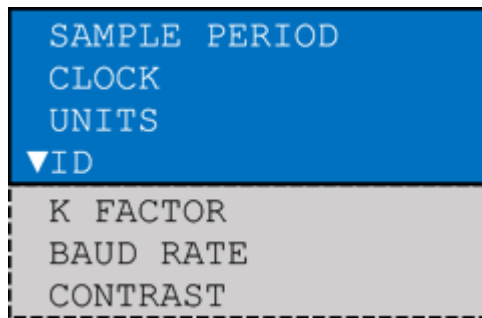 SAMPLE PERIOD
CLOCK
UNITS
▼ID
K FACTOR
BAUD RATE
CONTRAST